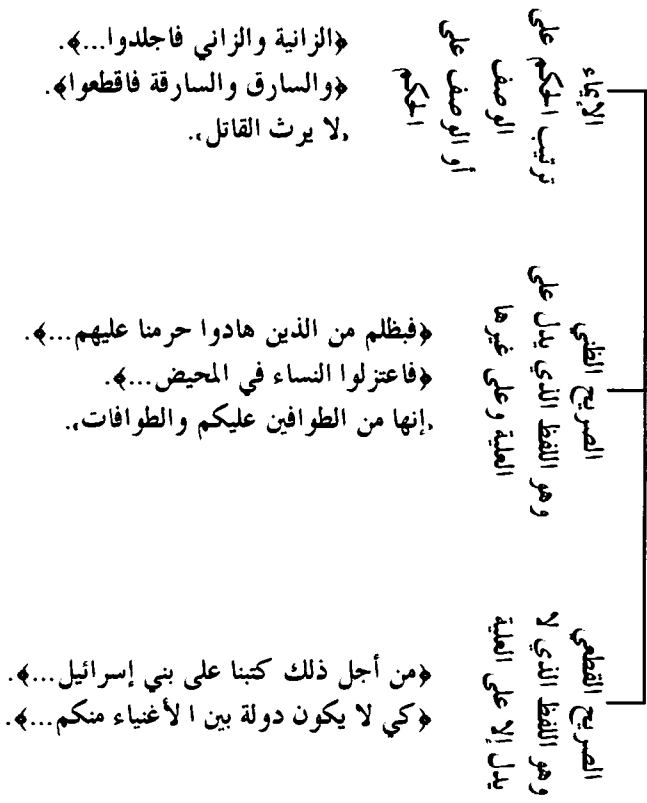 الإيماء
ترتيب الحكم على
الوصف
أو الوصف على
الحكم
﴿الزانية والزاني فاجلدوا...﴾.
﴿والسارق والسارقة فاقطعوا﴾.
،لا يرث القاتل،.
الصريح الظني
وهو اللفظ الذي يدل على
العلية وعلى غيرها
﴿فبظلم من الذين هادوا حرمنا عليهم...﴾.
﴿فاعتزلوا النساء في المحيض...﴾.
،إنها من الطوافين عليكم والطوافات،.
الصريح القطعي
وهو اللفظ الذي لا
يدل إلا على العلية
﴿من أجل ذلك كتبنا على بني إسرائيل...﴾.
﴿كي لا يكون دولة بين الأغنياء منكم...﴾.